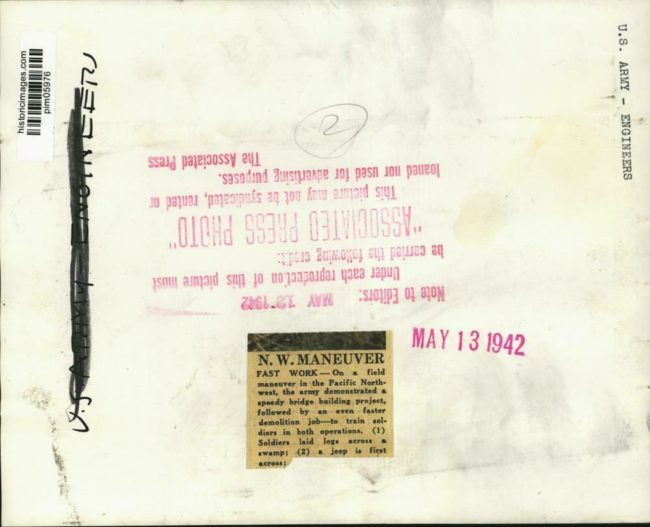 historicimages.com
pim05976
U.S ARMY ENGINEERS
U.S. ARMY - ENGINEERS
2
Note to Editors: MAY 12 1942
Under each reproduction of this picture must
be carried the following credit:
"ASSOCIATED PRESS PHOTO"
This picture may not be syndicated, rented or
loaned nor used for advertising purposes.
The Associated Press
MAY 13 1942
N. W. MANEUVER
FAST WORK — On a field
maneuver in the Pacific North-
west, the army demonstrated a
speedy bridge building project,
followed by an even faster
demolition job—to train sol-
diers in both operations. (1)
Soldiers laid logs across a
swamp; (2) a jeep is first
across;